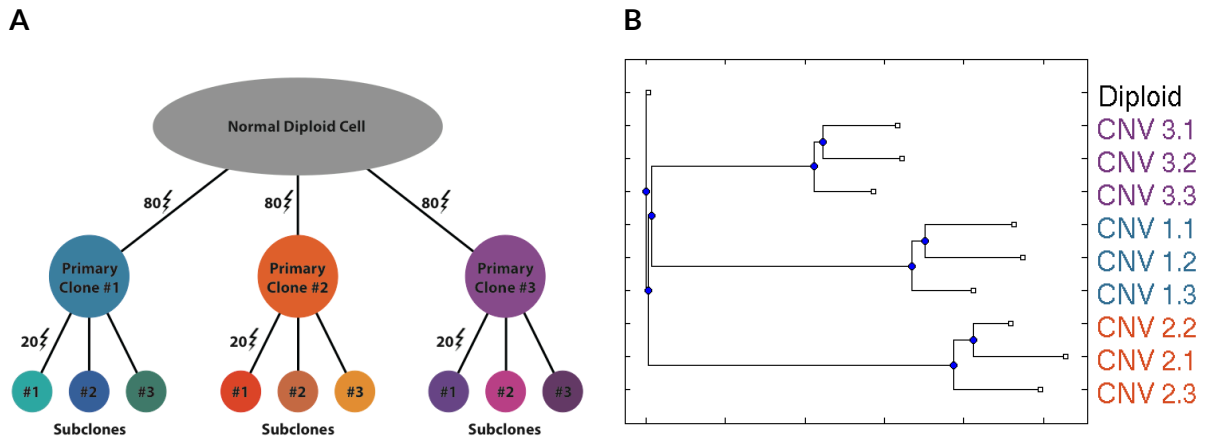 A
Normal Diploid Cell
80
80
80
Primary
Clone #1
Primary
Clone #2
Primary
Clone #3
20
20
20
#1
#2
#3
#1
#2
#3
#1
#2
#3
Subclones
Subclones
Subclones
B
Diploid
CNV 3.1
CNV 3.2
CNV 3.3
CNV 1.1
CNV 1.2
CNV 1.3
CNV 2.2
CNV 2.1
CNV 2.3